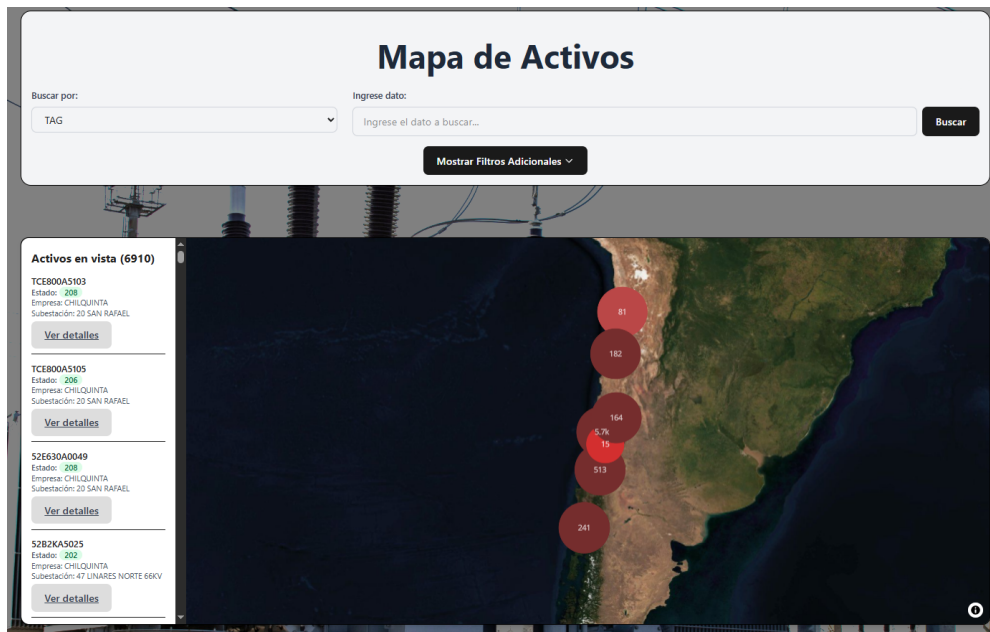 Mapa de Activos
Buscar por:
Ingrese dato:
TAG
Ingrese el dato a buscar...
Buscar
Mostrar Filtros Adicionales
Activos en vista (6910)
TCE800A5103
Estado: 208
Empresa: CHILQUINTA
Subestación: 20 SAN RAFAEL
Ver detalles
TCE800A5105
Estado: 206
Empresa: CHILQUINTA
Subestación: 20 SAN RAFAEL
Ver detalles
52E630A0049
Estado: 208
Empresa: CHILQUINTA
Subestación: 20 SAN RAFAEL
Ver detalles
52B2KA5025
Estado: 202
Empresa: CHILQUINTA
Subestación: 47 LINARES NORTE 66KV
Ver detalles
81
182
164
5.7k
15
513
241